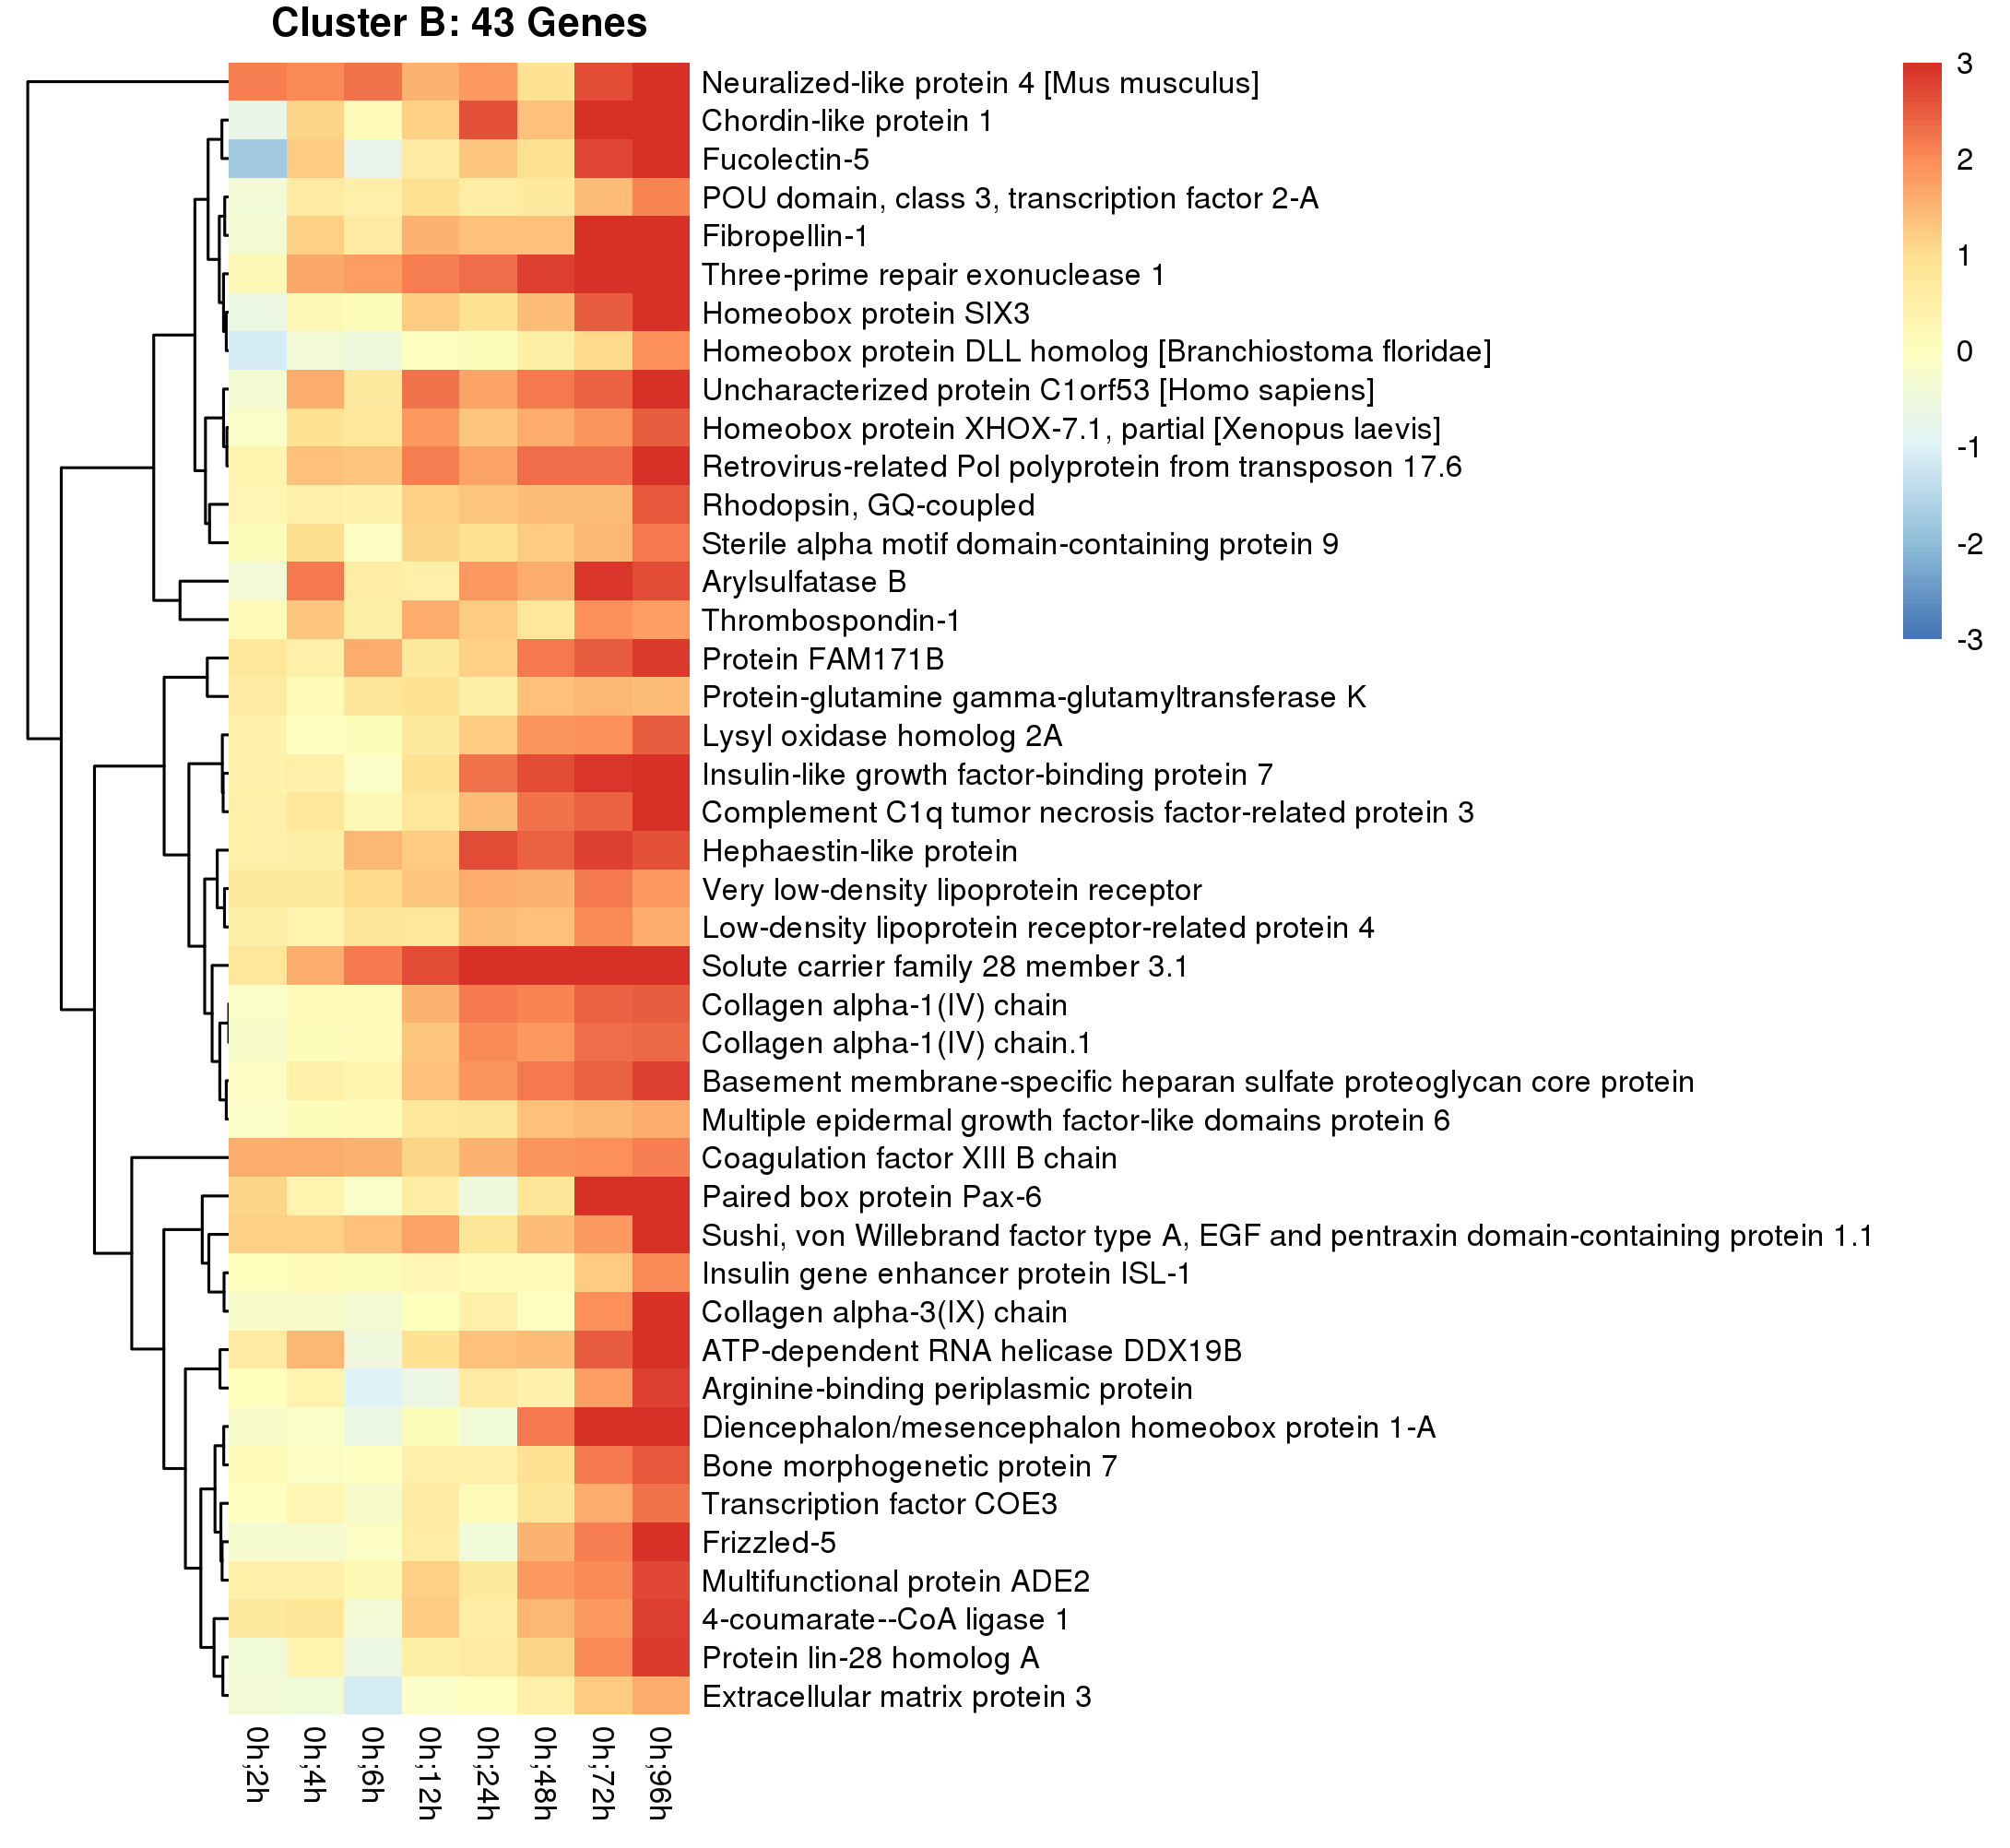 Cluster B: 43 Genes
Neuralized-like protein 4 [Mus musculus]
Chordin-like protein 1
Fucolectin-5
POU domain, class 3, transcription factor 2-A
Fibropellin-1
Three-prime repair exonuclease 1
Homeobox protein SIX3
Homeobox protein DLL homolog [Branchiostoma floridae]
Uncharacterized protein C1orf53 [Homo sapiens]
Homeobox protein XHOX-7.1, partial [Xenopus laevis]
Retrovirus-related Pol polyprotein from transposon 17.6
Rhodopsin, GQ-coupled
Sterile alpha motif domain-containing protein 9
Arylsulfatase B
Thrombospondin-1
Protein FAM171B
Protein-glutamine gamma-glutamyltransferase K
Lysyl oxidase homolog 2A
Insulin-like growth factor-binding protein 7
Complement C1q tumor necrosis factor-related protein 3
Hephaestin-like protein
Very low-density lipoprotein receptor
Low-density lipoprotein receptor-related protein 4
Solute carrier family 28 member 3.1
Collagen alpha-1(IV) chain
Collagen alpha-1(IV) chain.1
Basement membrane-specific heparan sulfate proteoglycan core protein
Multiple epidermal growth factor-like domains protein 6
Coagulation factor XIII B chain
Paired box protein Pax-6
Sushi, von Willebrand factor type A, EGF and pentraxin domain-containing protein 1.1
Insulin gene enhancer protein ISL-1
Collagen alpha-3(IX) chain
ATP-dependent RNA helicase DDX19B
Arginine-binding periplasmic protein
Diencephalon/mesencephalon homeobox protein 1-A
Bone morphogenetic protein 7
Transcription factor COE3
Frizzled-5
Multifunctional protein ADE2
4-coumarate--CoA ligase 1
Protein lin-28 homolog A
Extracellular matrix protein 3
0h;2h
0h;4h
0h;6h
0h;12h
0h;24h
0h;48h
0h;72h
0h;96h
3
2
1
0
-1
-2
-3